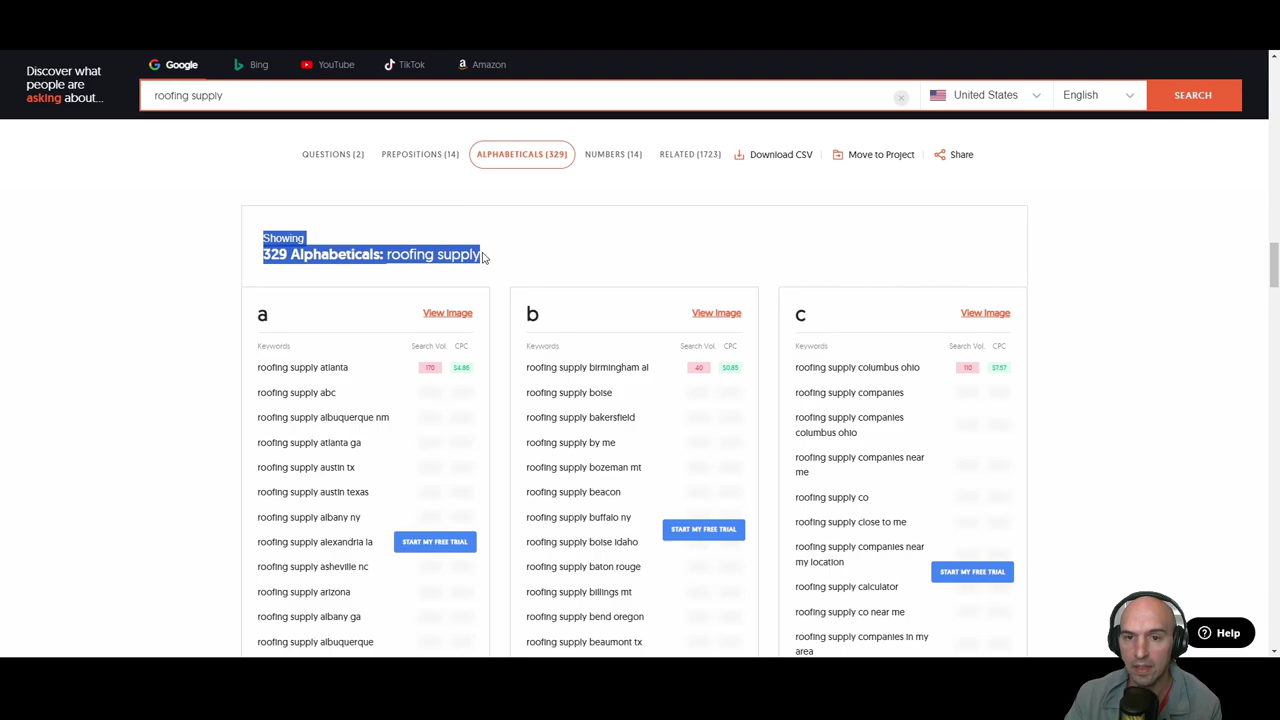 Discover what
people are
asking about...
Google
Bing
YouTube
TikTok
Amazon
roofing supply
United States
English
SEARCH
QUESTIONS (2)
PREPOSITIONS (14)
ALPHABETICALS (329)
NUMBERS (14)
RELATED (1723)
Download CSV
Move to Project
Share
Showing
329 Alphabeticals: roofing supply
a
View Image
Keywords
Search Vol.
CPC
roofing supply atlanta
170
$4.86
roofing supply abc
roofing supply albuquerque nm
roofing supply atlanta ga
roofing supply austin tx
roofing supply austin texas
roofing supply albany ny
roofing supply alexandria la
START MY FREE TRIAL
roofing supply asheville nc
roofing supply arizona
roofing supply albany ga
roofing supply albuquerque
b
View Image
Keywords
Search Vol.
CPC
roofing supply birmingham al
40
$0.85
roofing supply boise
roofing supply bakersfield
roofing supply by me
roofing supply bozeman mt
roofing supply beacon
roofing supply buffalo ny
START MY FREE TRIAL
roofing supply boise idaho
roofing supply baton rouge
roofing supply billings mt
roofing supply bend oregon
roofing supply beaumont tx
c
View Image
Keywords
Search Vol.
CPC
roofing supply columbus ohio
110
$7.57
roofing supply companies
roofing supply companies
columbus ohio
roofing supply companies near
me
roofing supply co
roofing supply close to me
roofing supply companies near
my location
START MY FREE TRIAL
roofing supply calculator
roofing supply co near me
roofing supply companies in my
area
Help